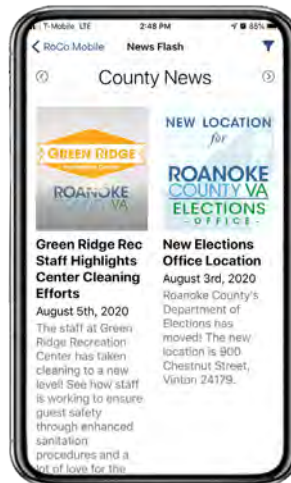 T-Mobile LTE 2:48 PM 85%
RoCo Mobile News Flash
County News
GREEN RIDGE
ROANOKE
COUNTY VA
Green Ridge Rec
Staff Highlights
Center Cleaning
Efforts
August 5th, 2020
The staff at Green
Ridge Recreation
Center has taken
cleaning to a new
level! See how staff
is working to ensure
guest safety
through enhanced
sanitation
procedures and a
lot of love for the
NEW LOCATION
for
ROANOKE
COUNTY VA
ELECTIONS
- OFFICE -
New Elections
Office Location
August 3rd, 2020
Roanoke County's
Department of
Elections has
moved! The new
location is 900
Chestnut Street,
Vinton 24179.